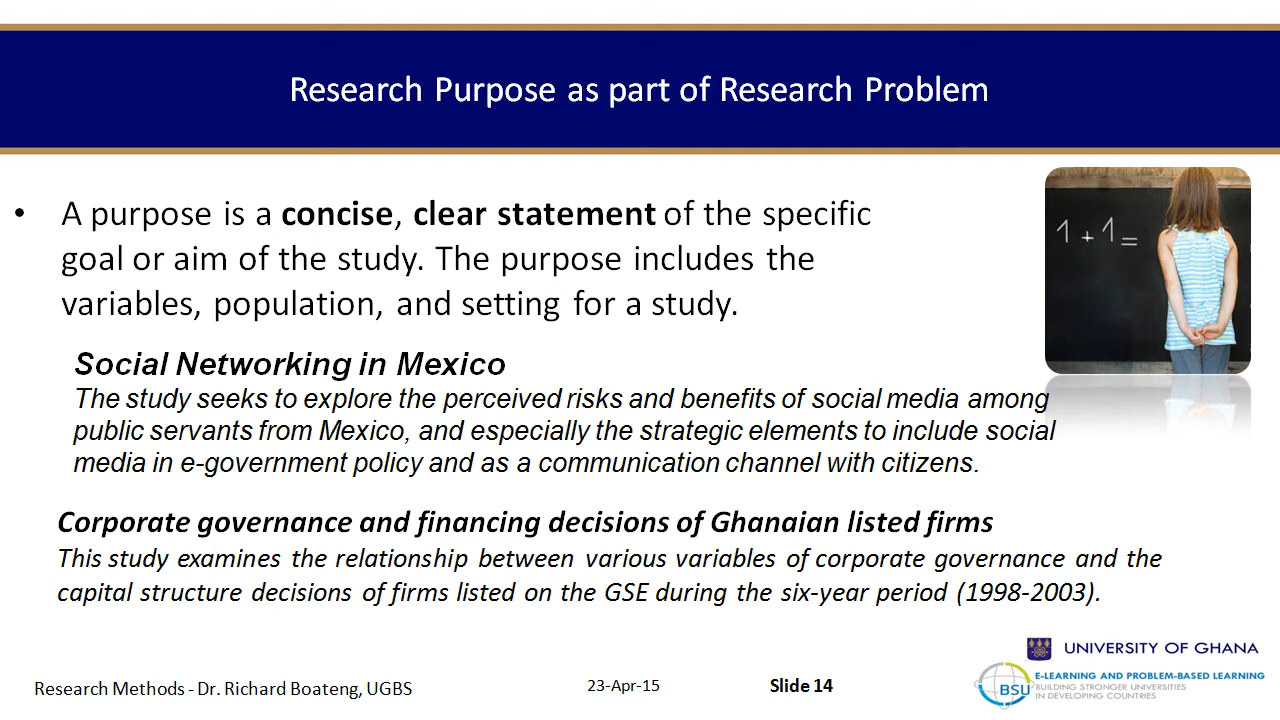 Research Purpose as part of Research Problem
• A purpose is a concise, clear statement of the specific
goal or aim of the study. The purpose includes the
variables, population, and setting for a study.
1 + 1 =
Social Networking in Mexico
The study seeks to explore the perceived risks and benefits of social media among
public servants from Mexico, and especially the strategic elements to include social
media in e-government policy and as a communication channel with citizens.
Corporate governance and financing decisions of Ghanaian listed firms
This study examines the relationship between various variables of corporate governance and the
capital structure decisions of firms listed on the GSE during the six-year period (1998-2003).
UNIVERSITY OF GHANA
BSU
E-LEARNING AND PROBLEM-BASED LEARNING
BUILDING STRONGER UNIVERSITIES
IN DEVELOPING COUNTRIES
Research Methods - Dr. Richard Boateng, UGBS
23-Apr-15
Slide 14